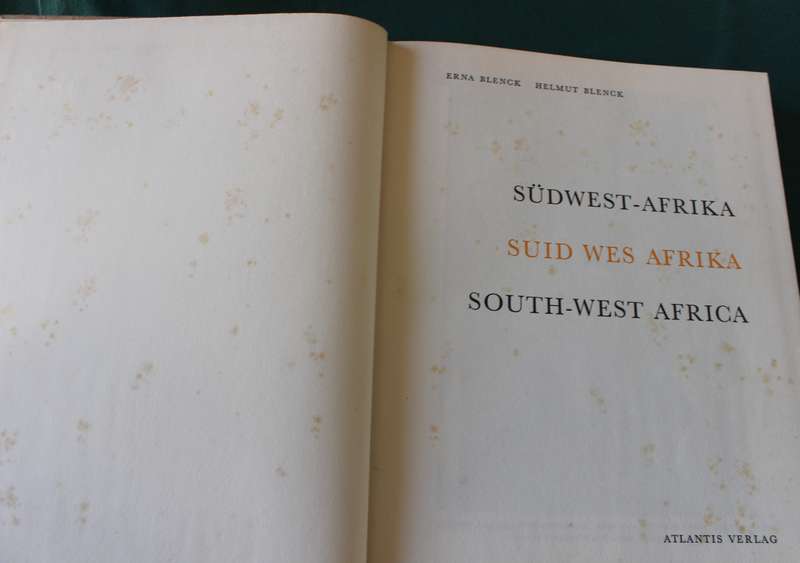 ERNA BLENCK HELMUT BLENCK
SÜDWEST-AFRIKA
SUID WES AFRIKA
SOUTH-WEST AFRICA
ATLANTIS VERLAG